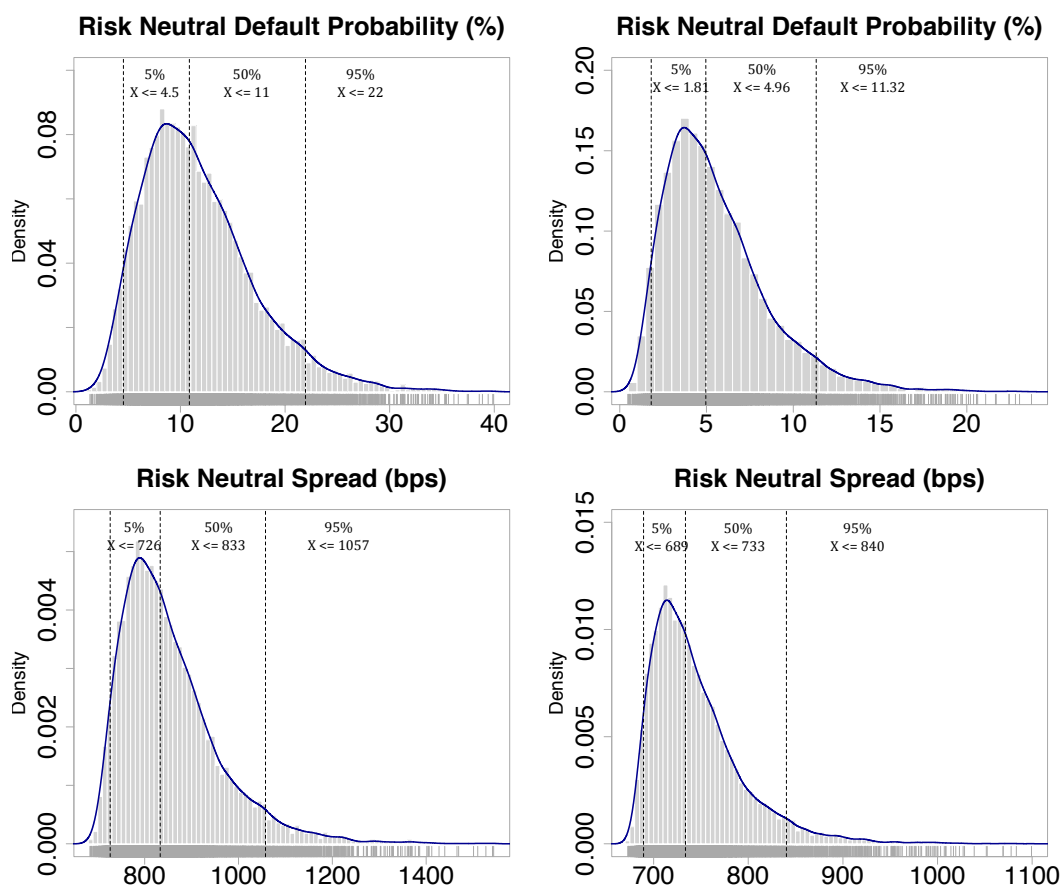 Risk Neutral Default Probability (%)
5%
50%
95%
X <= 4.5
X <= 11
X <= 22
Density
0.00
0.04
0.08
0
10
20
30
40
Risk Neutral Default Probability (%)
5%
50%
95%
X <= 1.81
X <= 4.96
X <= 11.32
Density
0.00
0.05
0.10
0.15
0.20
0
5
10
15
20
Risk Neutral Spread (bps)
5%
50%
95%
X <= 726
X <= 833
X <= 1057
Density
0.000
0.002
0.004
800
1000
1200
1400
Risk Neutral Spread (bps)
5%
50%
95%
X <= 689
X <= 733
X <= 840
Density
0.000
0.005
0.010
0.015
700
800
900
1000
1100